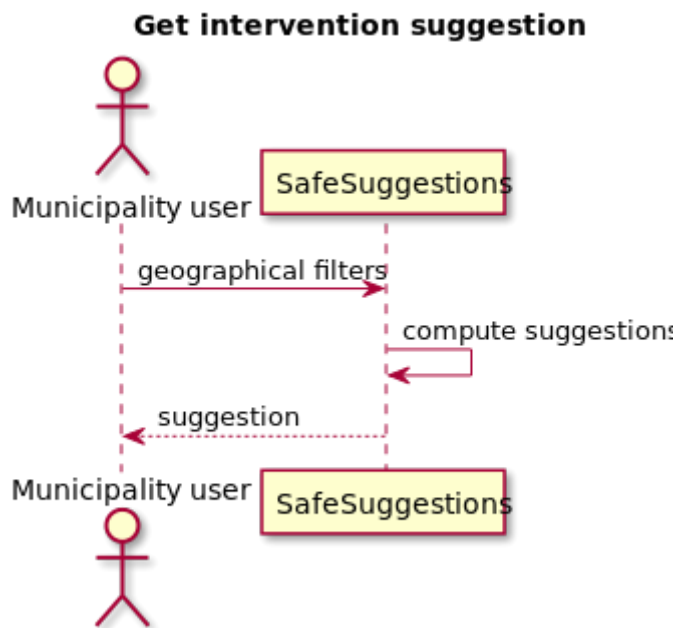 Get intervention suggestion
Municipality user
SafeSuggestions
geographical filters
compute suggestions
suggestion
Municipality user
SafeSuggestions